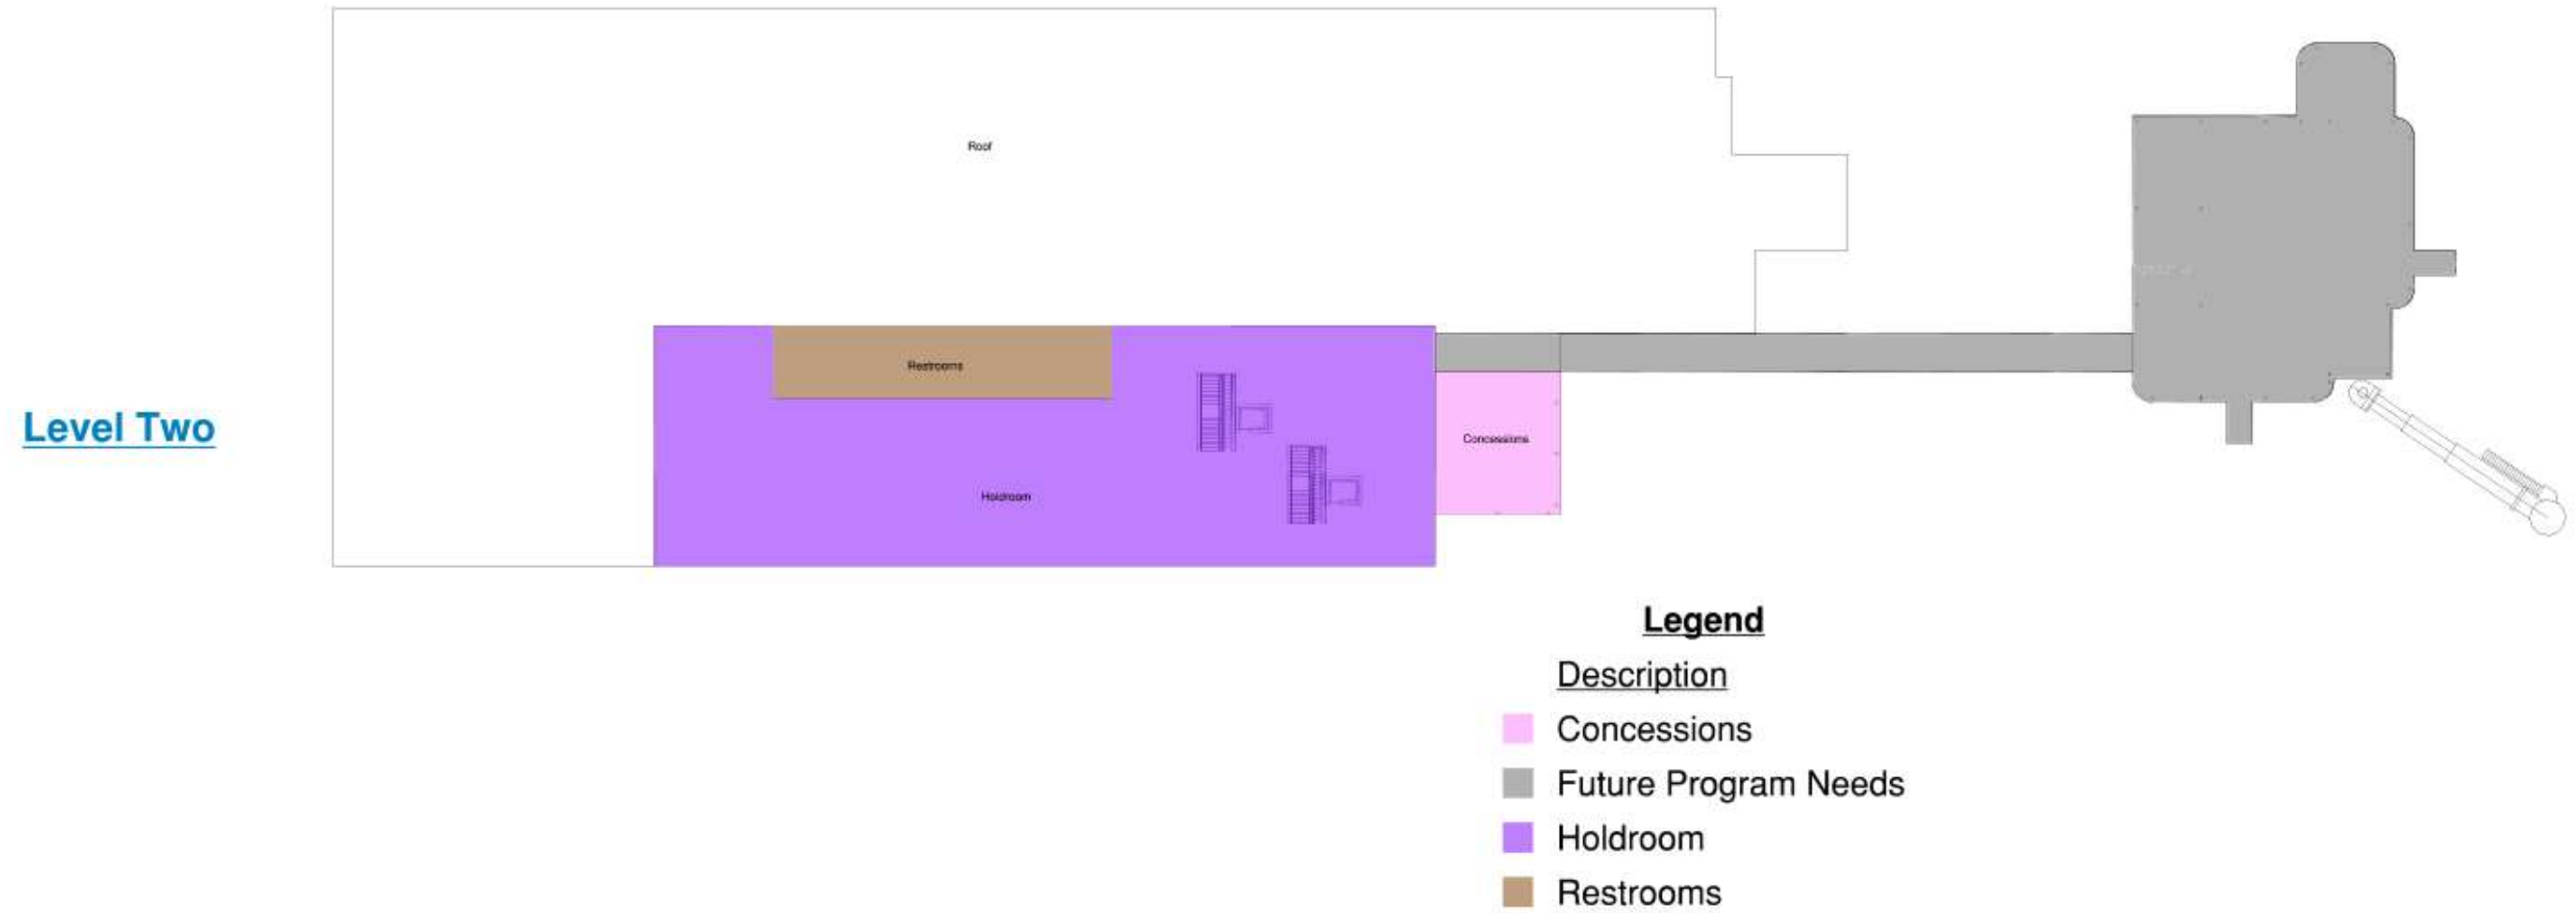 Roof
Restrooms
Level Two
Concessions
Holdroom
Legend
Description
Concessions
Future Program Needs
Holdroom
Restrooms